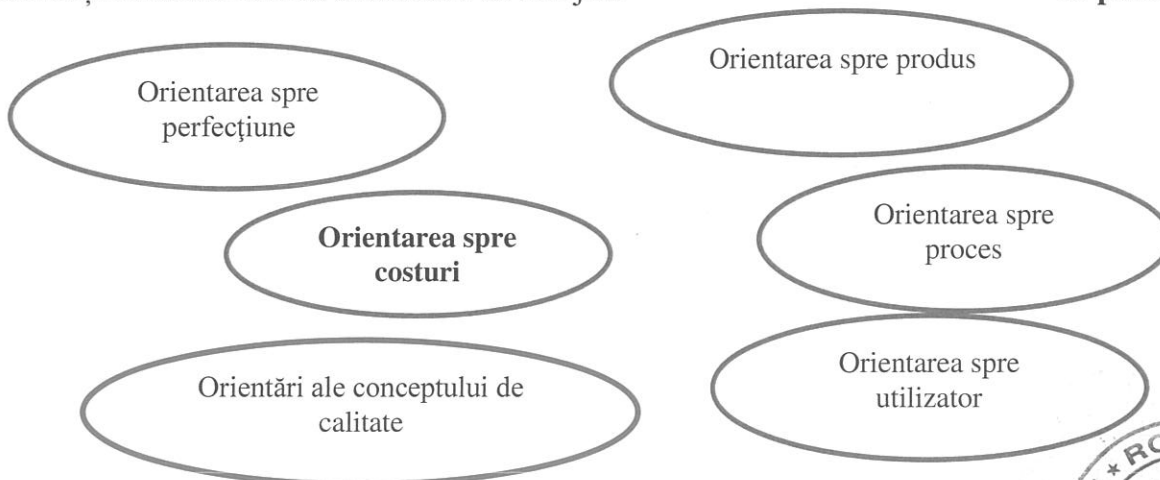 Orientarea spre
perfecţiune
Orientarea spre produs
Orientarea spre
costuri
Orientarea spre
proces
Orientări ale conceptului de
calitate
Orientarea spre
utilizator